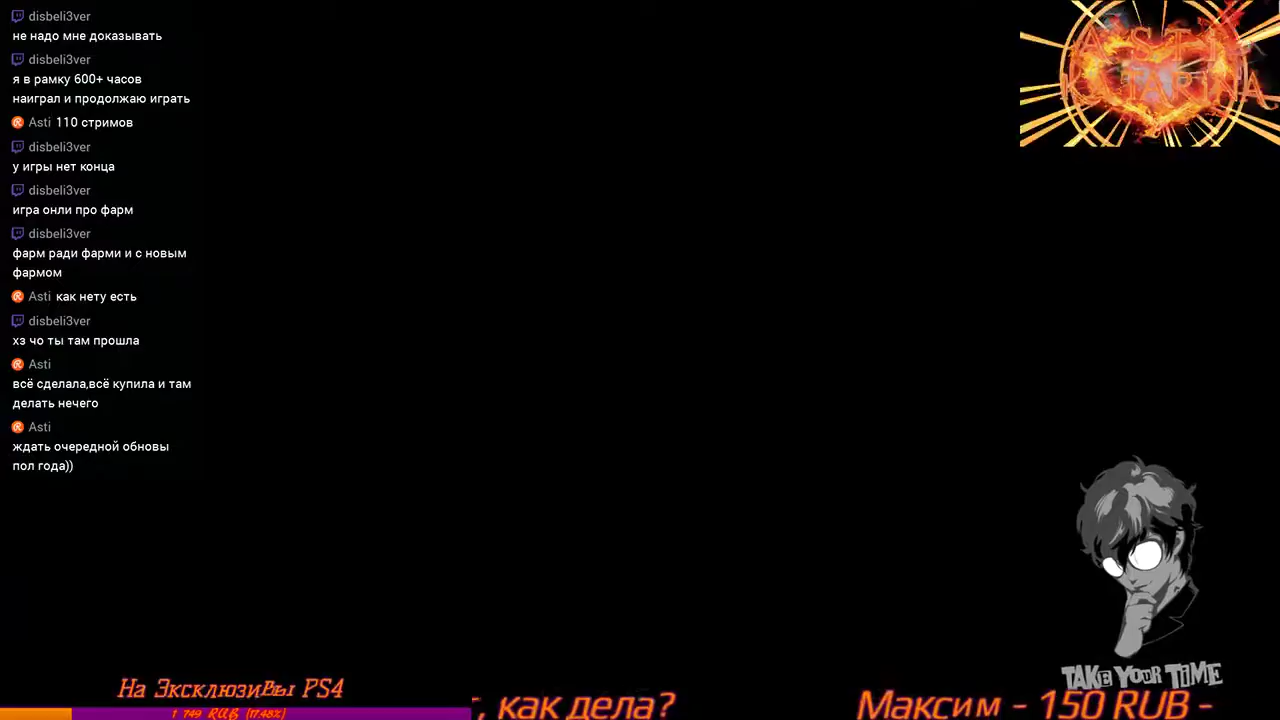 disbeli3ver
не надо мне доказывать
disbeli3ver
я в рамку 600+ часов
наиграл и продолжаю играть
Asti 110 стримов
disbeli3ver
у игры нет конца
disbeli3ver
игра онли про фарм
disbeli3ver
фарм ради фарми и с новым
фармом
Asti как нету есть
disbeli3ver
хз чо ты там прошла
Asti
всё сделала,всё купила и там
делать нечего
Asti
ждать очередной обновы
пол года))
ASTI
KATARINA
TAKE YOUR TIME
На Эксклюзивы PS4
1 749 RUB (17.48%)
, как дела?
Максим - 150 RUB -